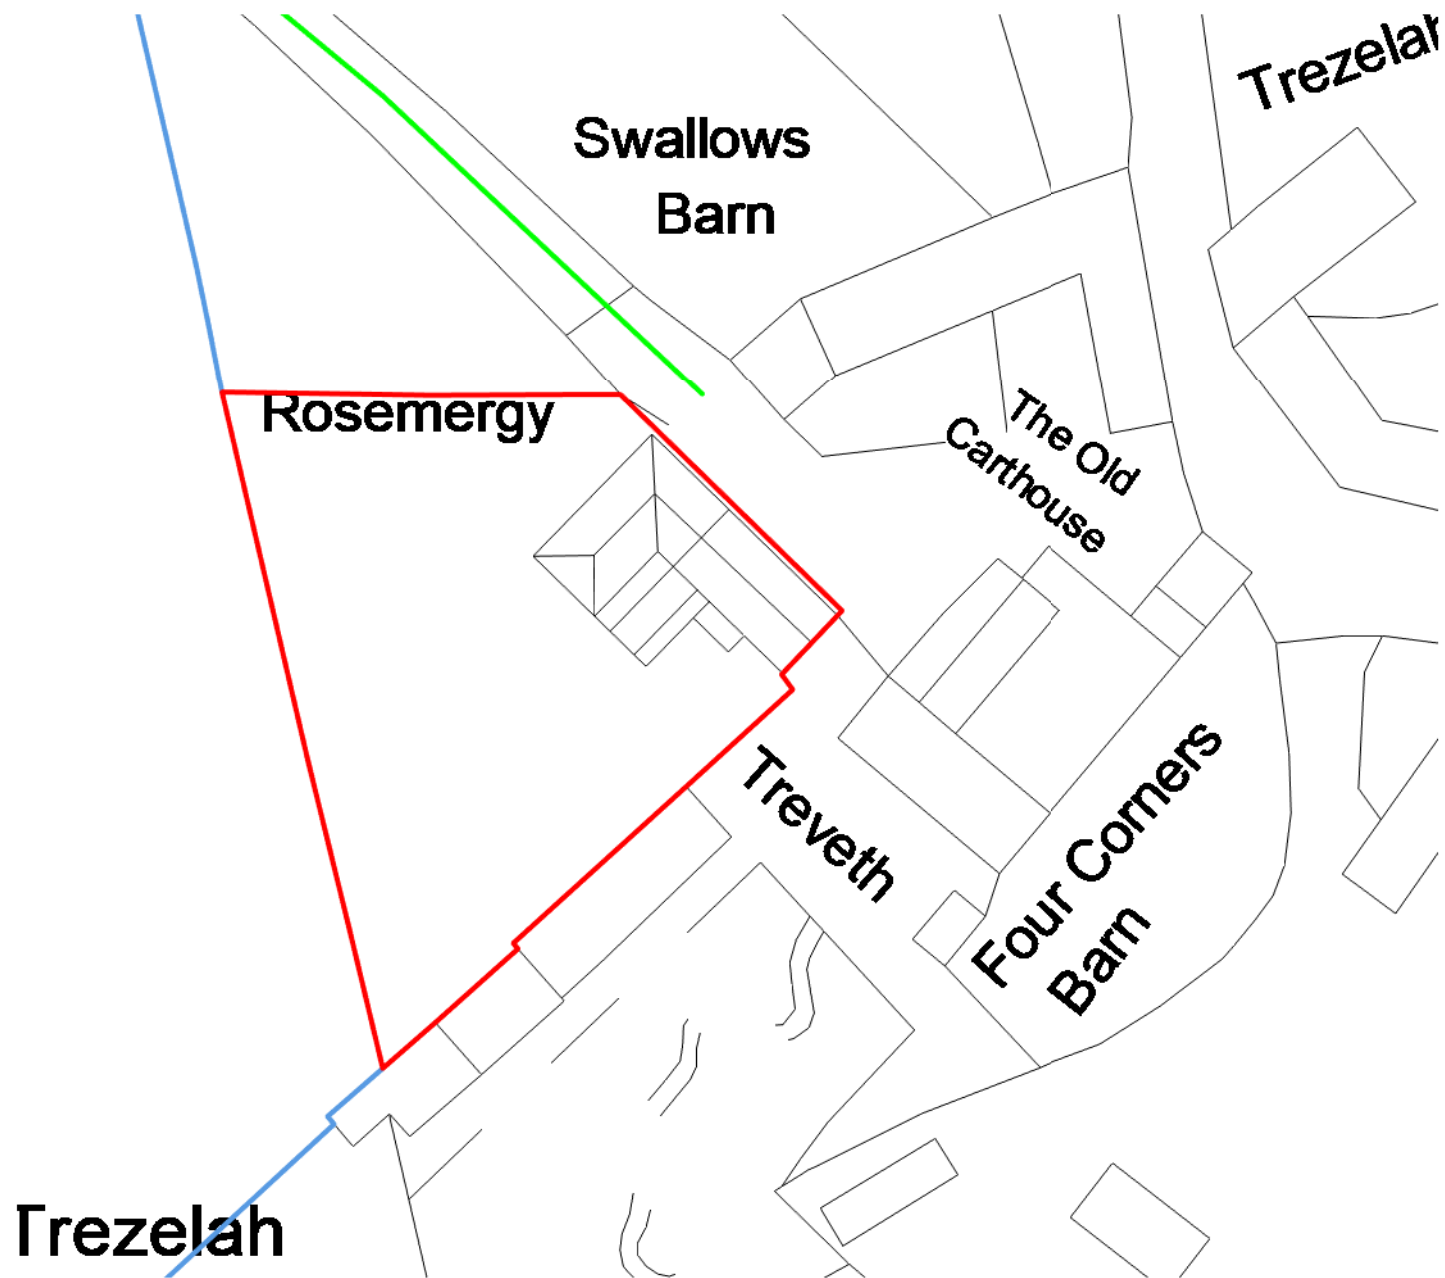 Trezelah
Swallows
Barn
Rosemergy
The Old
Carthouse
Treveth
Four Corners
Barn
Trezelah